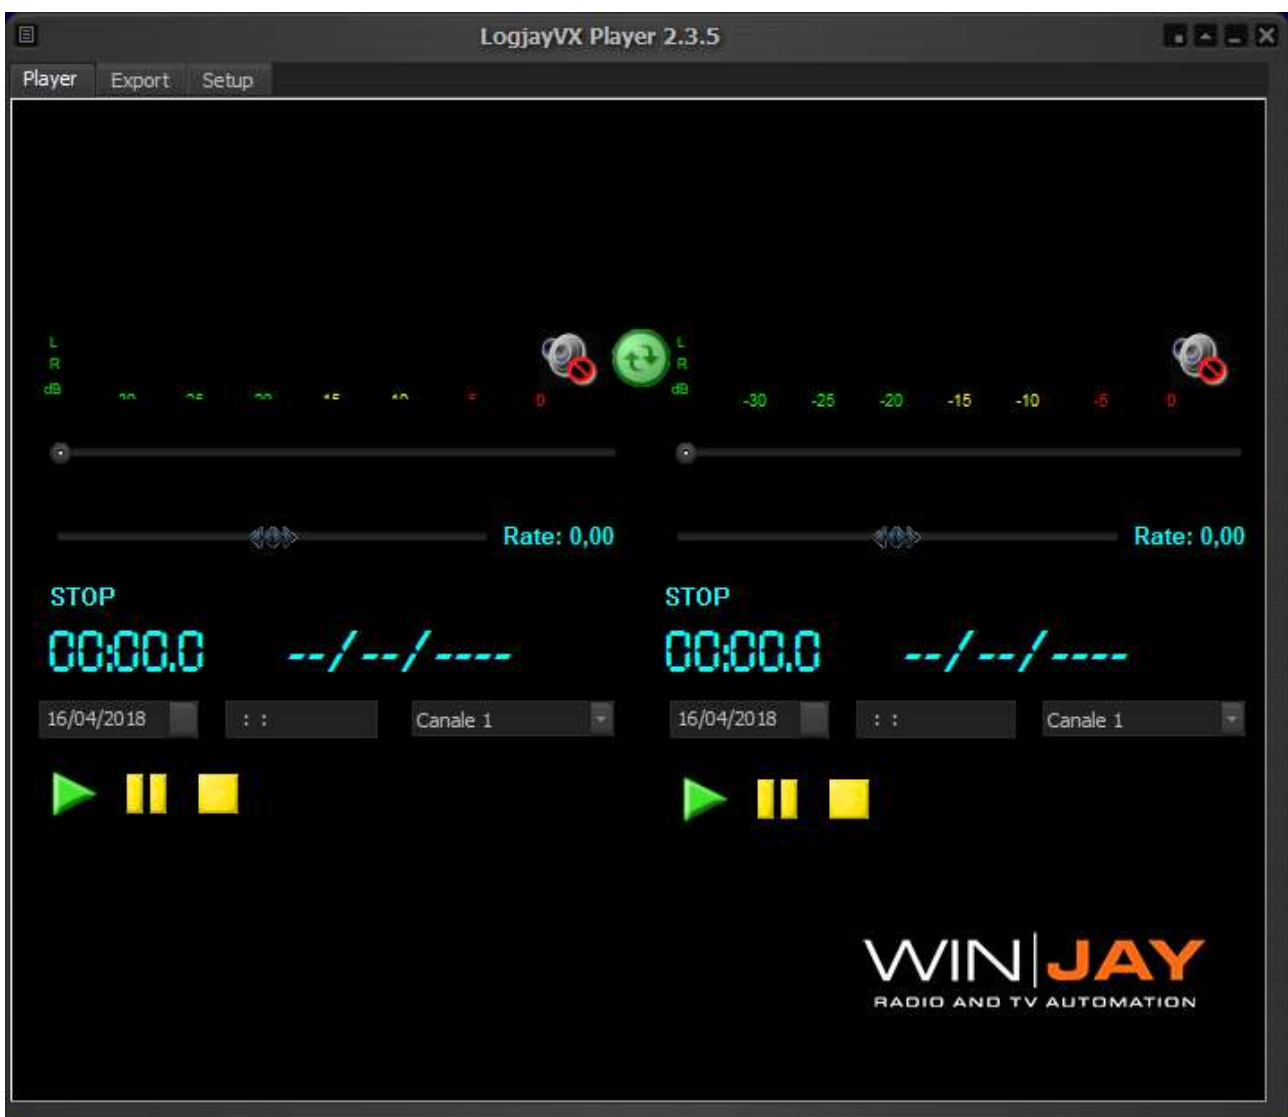 LogjayVX Player 2.3.5
Player Export Setup
L L
R R
dB dB
-30 -25 -20 -15 -10 -5 0
Rate: 0,00 Rate: 0,00
STOP STOP
00:00.0 --/--/---- 00:00.0 --/--/----
16/04/2018 : : Canale 1 16/04/2018 : : Canale 1
WIN|JAY
RADIO AND TV AUTOMATION